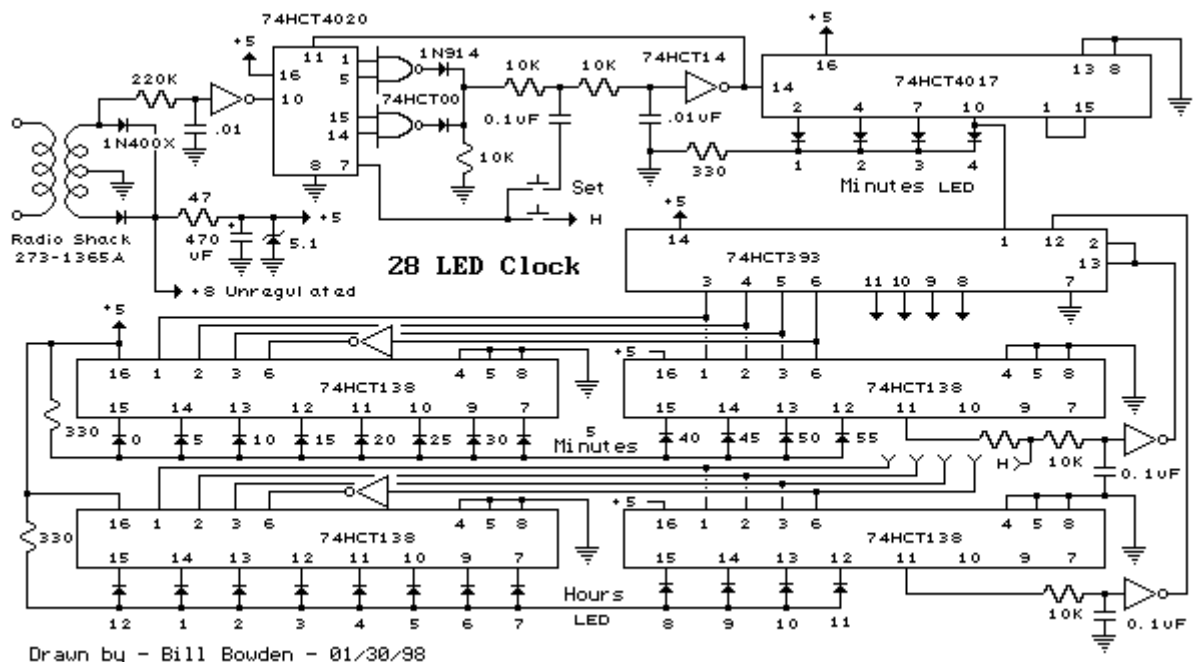 74HCT4020
+5
11 1
16 5
10
15
14
8 7
1N914
74HCT00
220K
.01
1N400X
10K
10K 10K
0.1uF
74HCT14
.01uF
330
+5
16 13 8
74HCT4017
14
2 4 7 10 1 15
1 2 3 4
Minutes LED
Set
H
47
470
uF
+
5.1
+5
Radio Shack
273-1365A
+8 Unregulated
28 LED Clock
+5
14 1 12 2
13
74HCT393
3 4 5 6 11 10 9 8 7
+5
16 1 2 3 6 4 5 8
74HCT138
15 14 13 12 11 10 9 7
330
0 5 10 15 20 25 30
5
Minutes
+5
16 1 2 3 6 4 5 8
74HCT138
15 14 13 12 11 10 9 7
40 45 50 55
H
10K
0.1uF
16 1 2 3 6 4 5 8
74HCT138
15 14 13 12 11 10 9 7
330
12 1 2 3 4 5 6 7
Hours
LED
+5
16 1 2 3 6 4 5 8
74HCT138
15 14 13 12 11 10 9 7
8 9 10 11
10K
0.1uF
Drawn by - Bill Bowden - 01/30/98